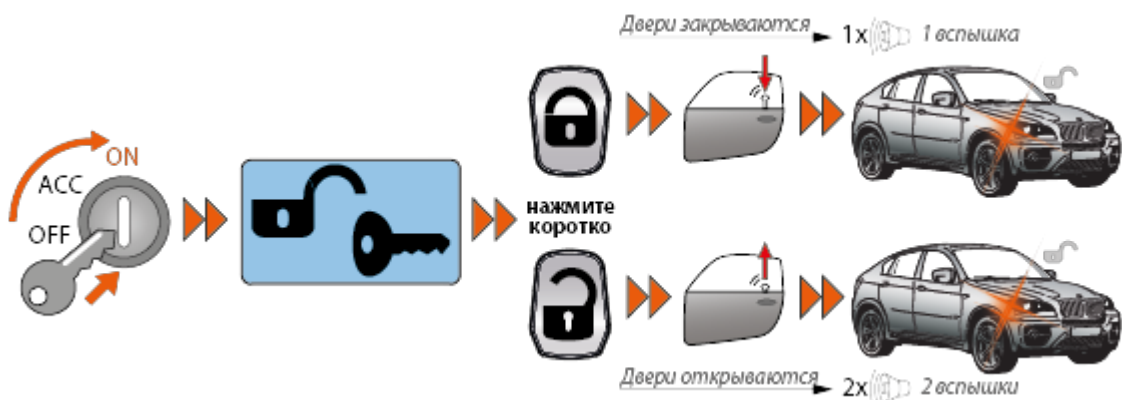 Двери закрываются 1x 1 вспышка
ON
ACC
OFF
нажмите
коротко
Двери открываются 2x 2 вспышки